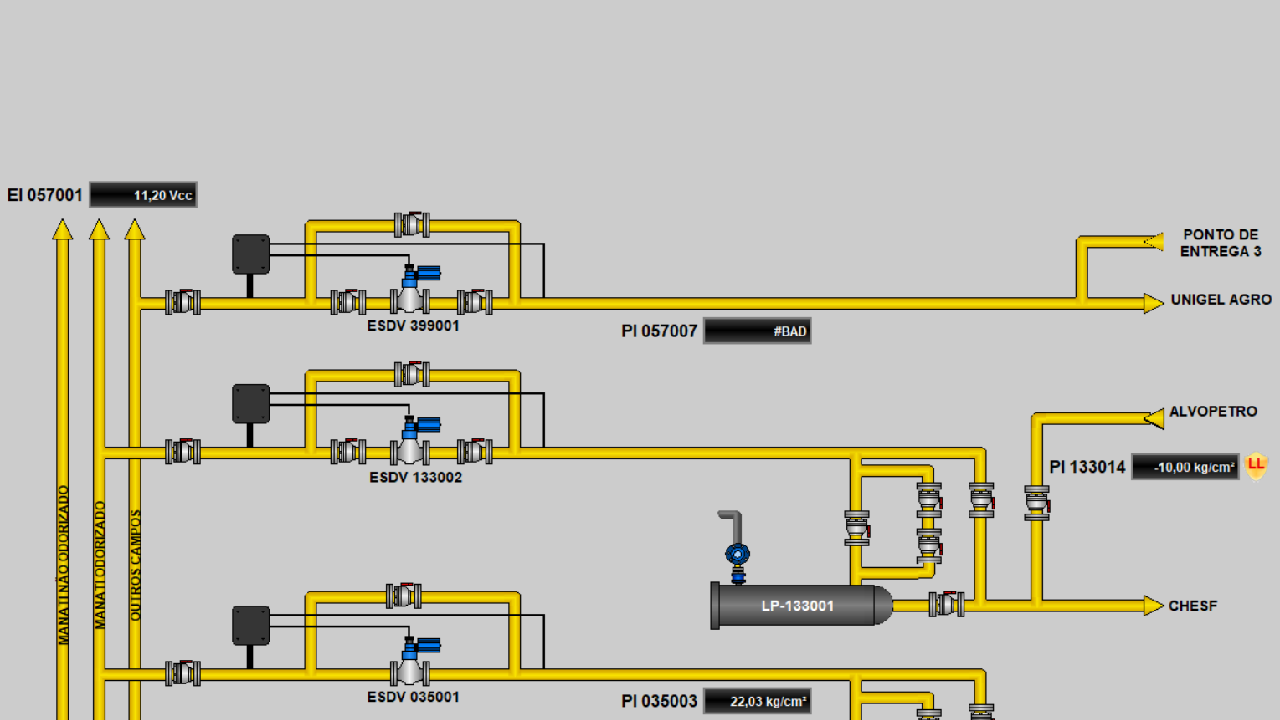 EI 057001
11,20 Vcc
PONTO DE
ENTREGA 3
UNIGEL AGRO
ESDV 399001
PI 057007
#BAD
ALVOPETRO
PI 133014
-10,00 kg/cm²
LL
ESDV 133002
MANATI NÃO ODORIZADO
MANATI ODORIZADO
OUTROS CAMPOS
LP-133001
CHESF
ESDV 035001
PI 035003
22,03 kg/cm²